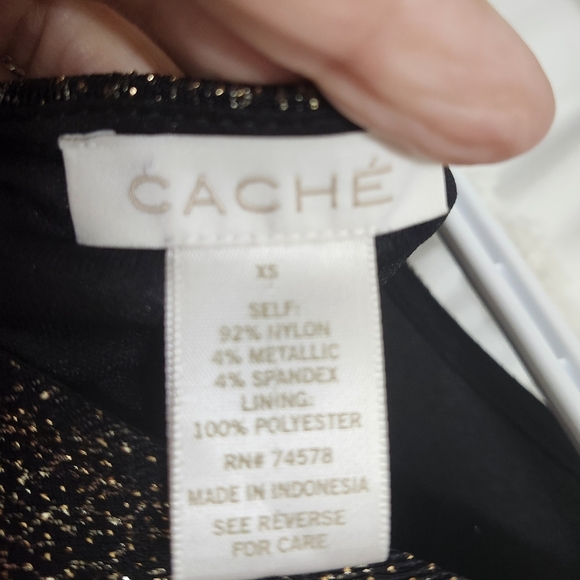 CACHÉ
XS
SELF:
92% NYLON
4% METALLIC
4% SPANDEX
LINING:
100% POLYESTER
RN# 74578
MADE IN INDONESIA
SEE REVERSE
FOR CARE